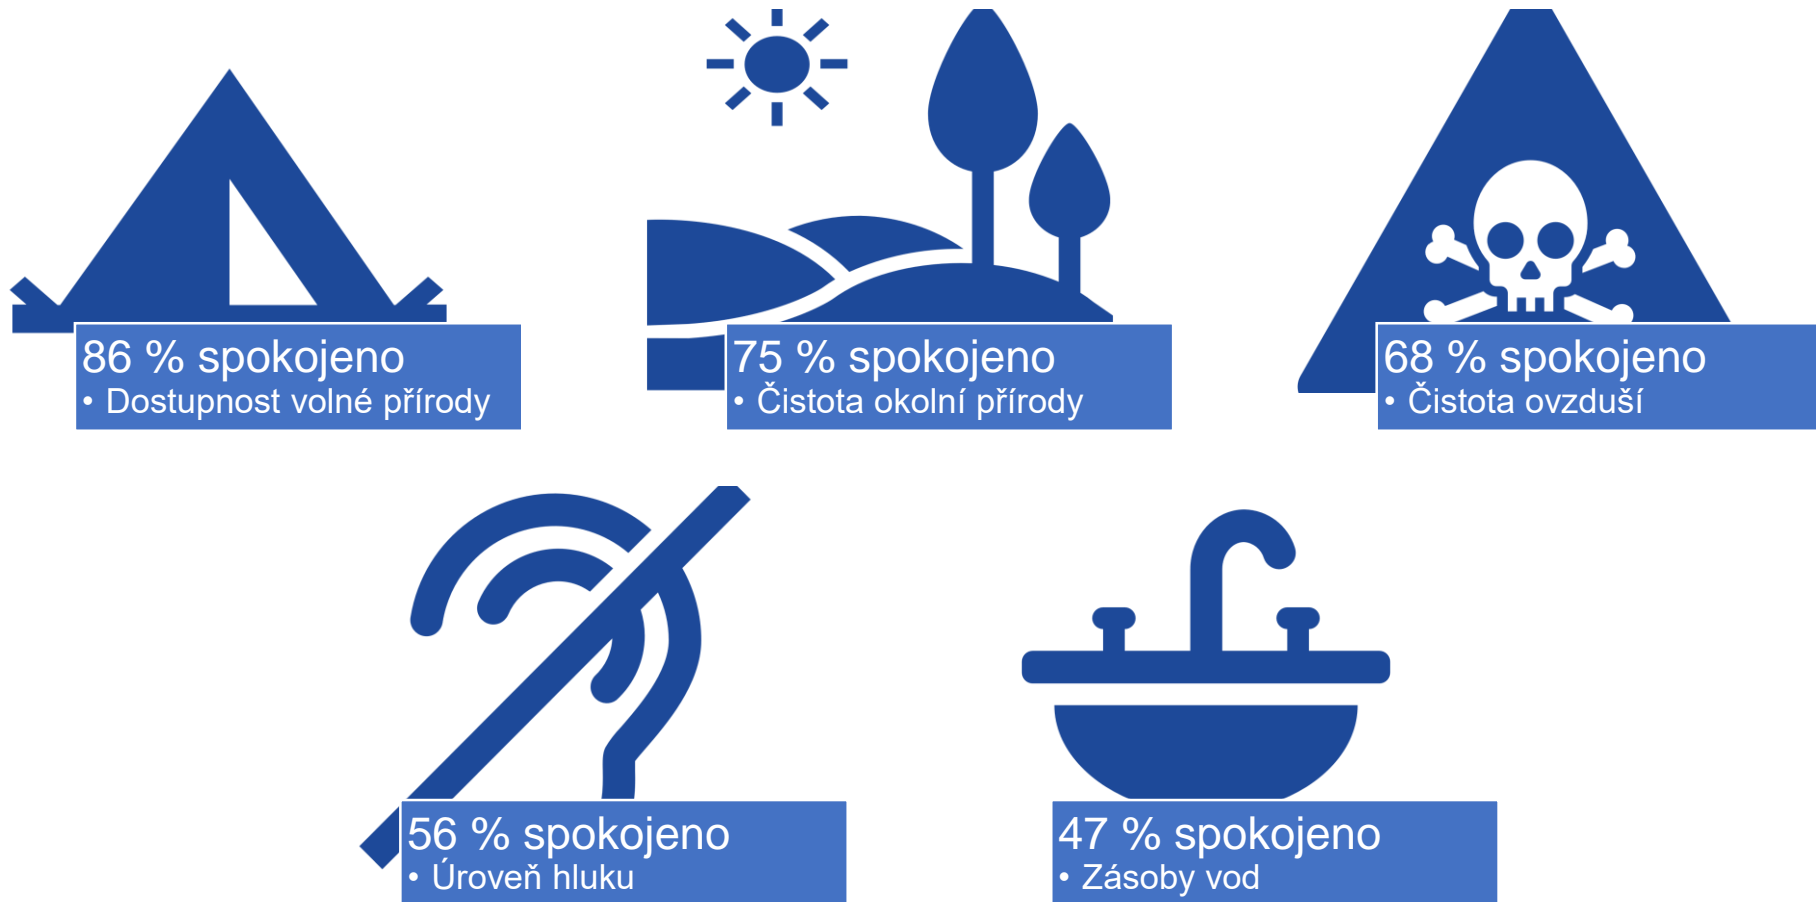 86 % spokojeno
• Dostupnost volné přírody
75 % spokojeno
• Čistota okolní přírody
68 % spokojeno
• Čistota ovzduší
56 % spokojeno
• Úroveň hluku
47 % spokojeno
• Zásoby vod